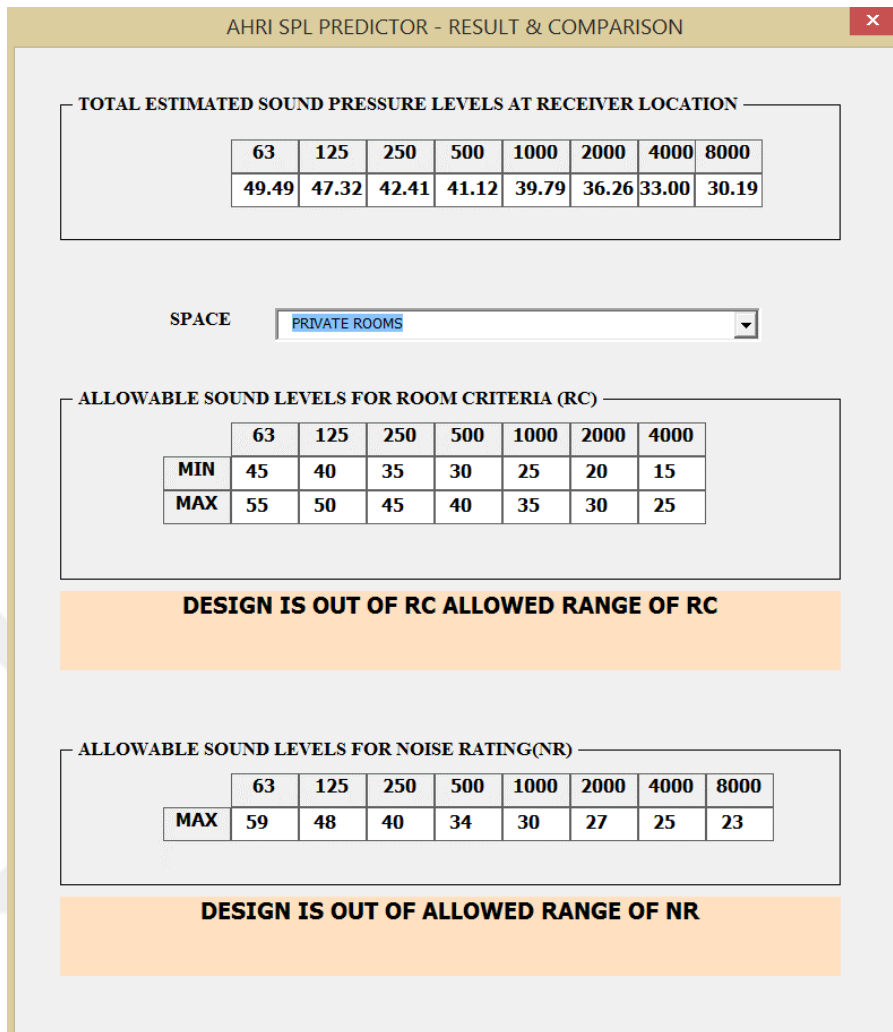 AHRI SPL PREDICTOR - RESULT & COMPARISON
x
TOTAL ESTIMATED SOUND PRESSURE LEVELS AT RECEIVER LOCATION
63 125 250 500 1000 2000 4000 8000
49.49 47.32 42.41 41.12 39.79 36.26 33.00 30.19
SPACE PRIVATE ROOMS
ALLOWABLE SOUND LEVELS FOR ROOM CRITERIA (RC)
63 125 250 500 1000 2000 4000
MIN 45 40 35 30 25 20 15
MAX 55 50 45 40 35 30 25
DESIGN IS OUT OF RC ALLOWED RANGE OF RC
ALLOWABLE SOUND LEVELS FOR NOISE RATING(NR)
63 125 250 500 1000 2000 4000 8000
MAX 59 48 40 34 30 27 25 23
DESIGN IS OUT OF ALLOWED RANGE OF NR